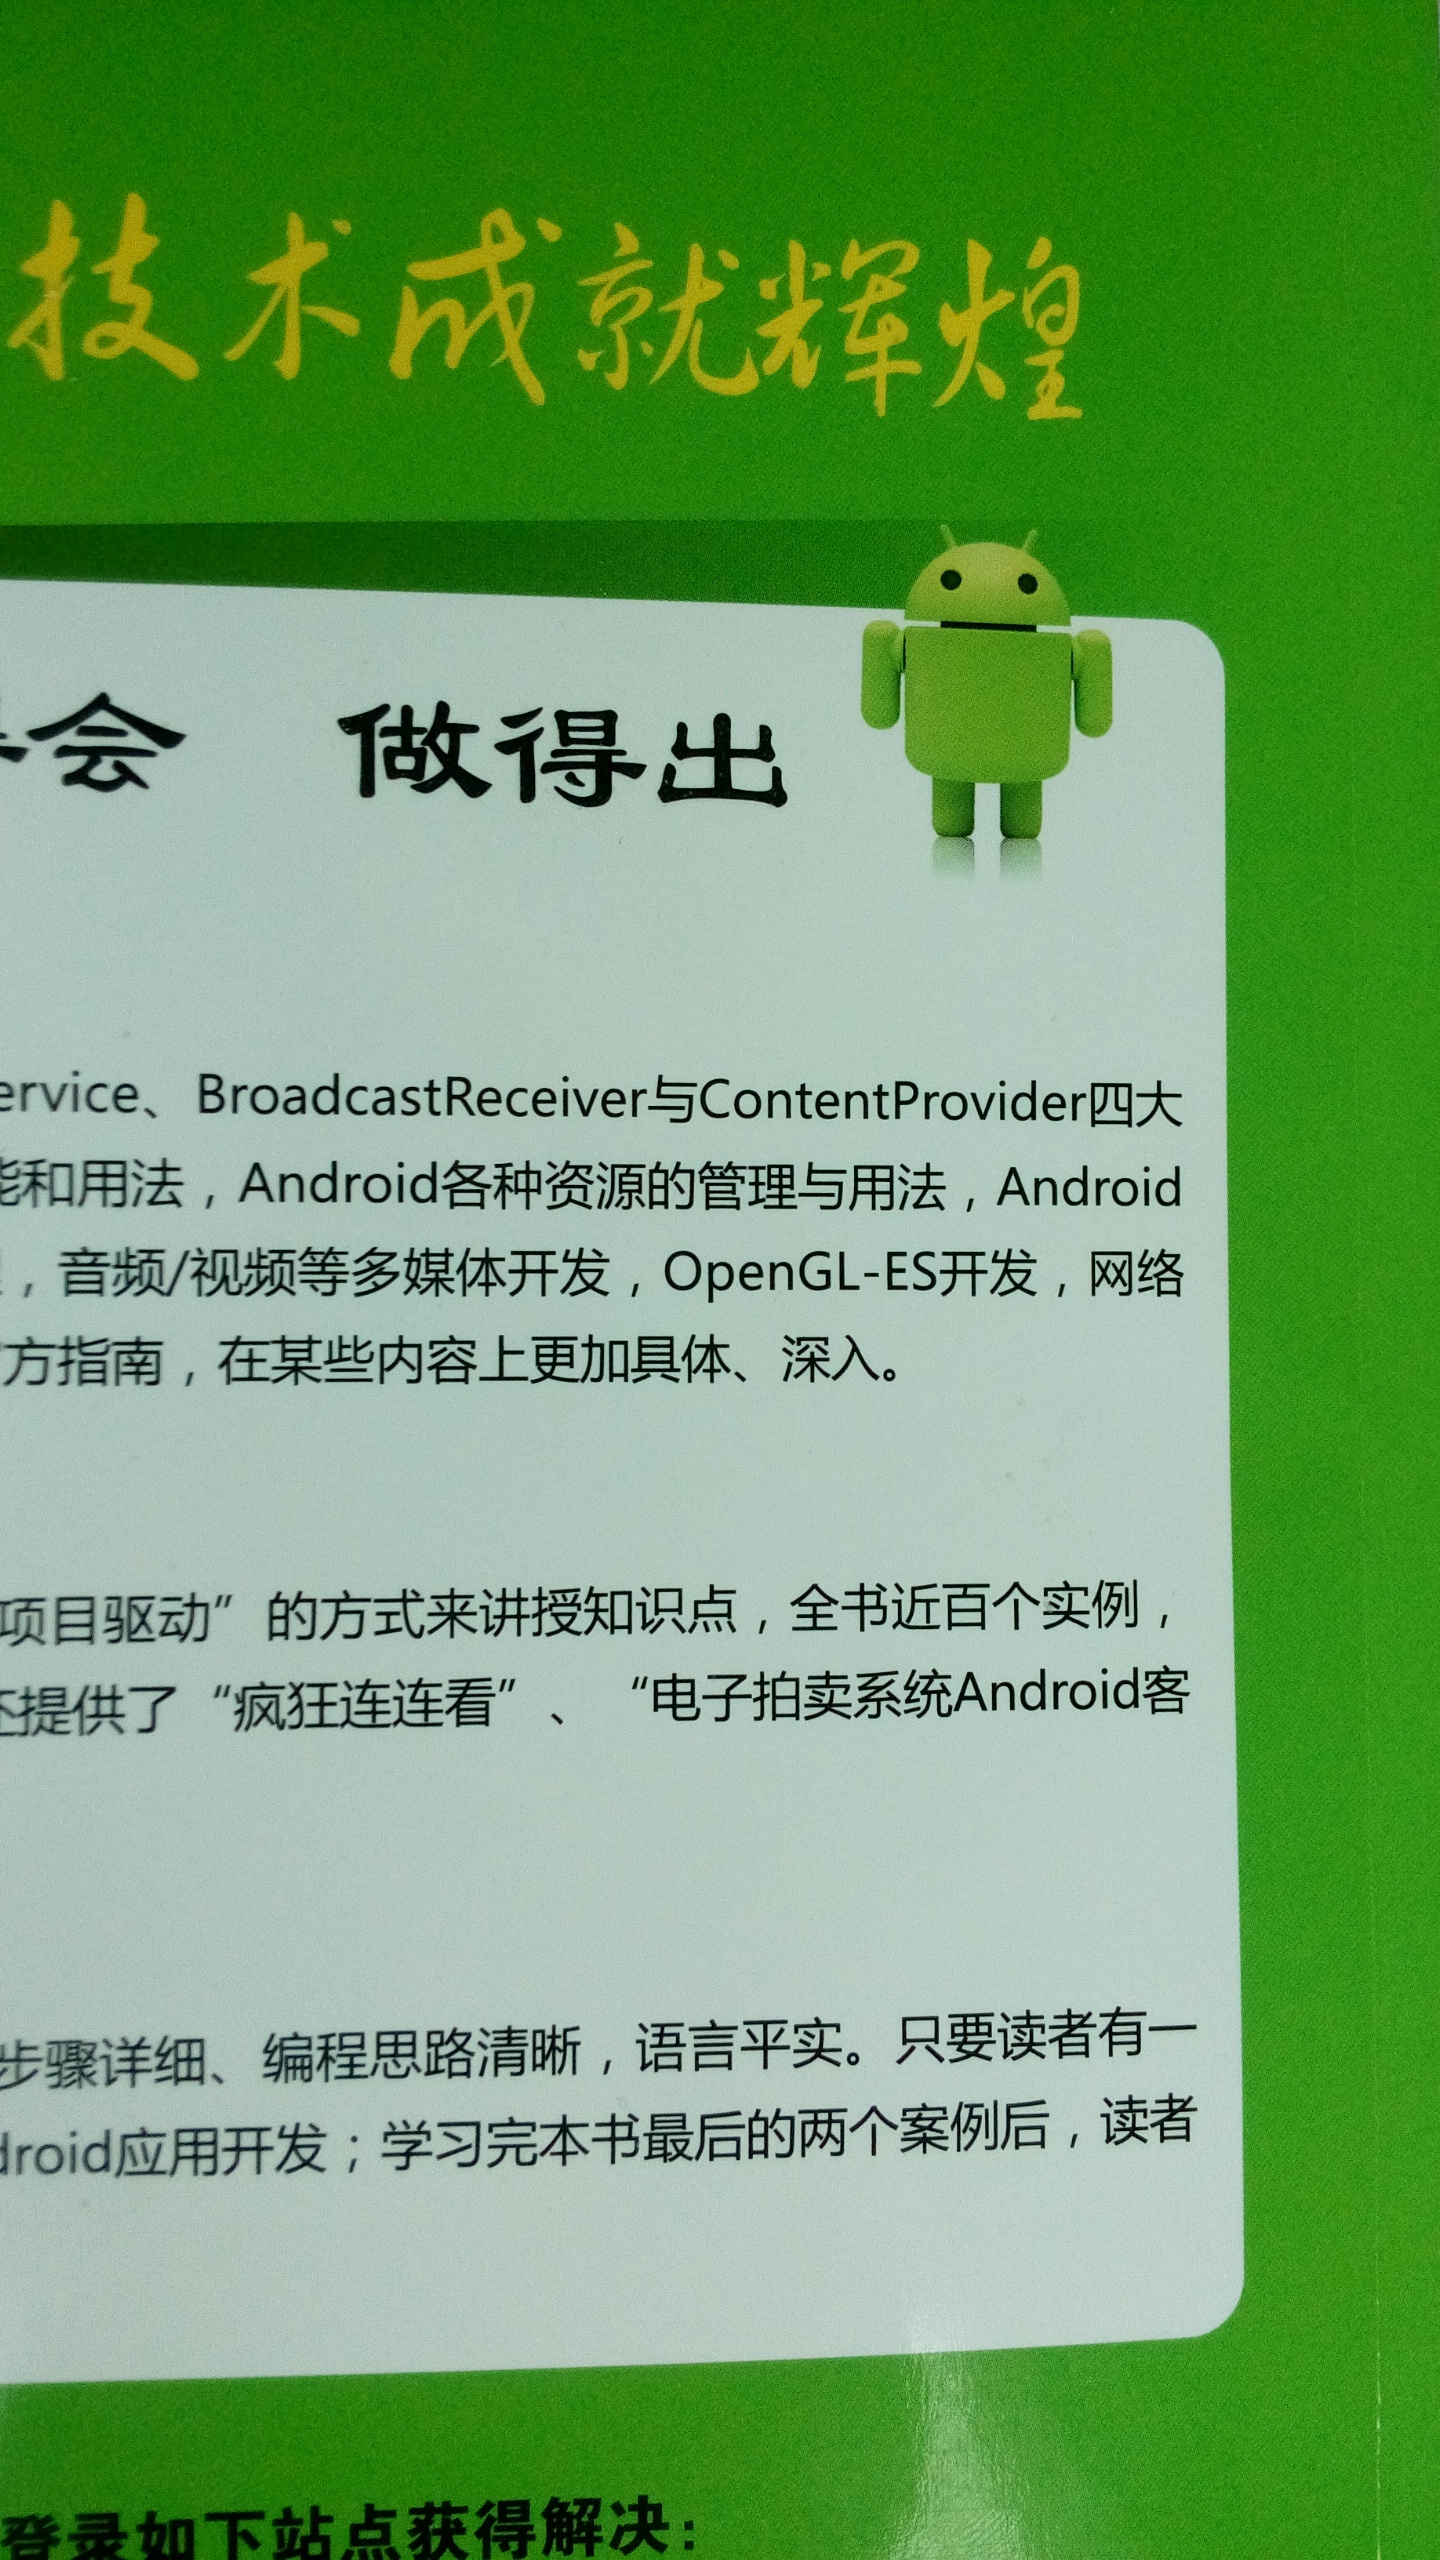 技术成就辉煌
会 做得出
ervice、BroadcastReceiver与ContentProvider四大
能和用法，Android各种资源的管理与用法，Android
，音频/视频等多媒体开发，OpenGL-ES开发，网络
方指南，在某些内容上更加具体、深入。
项目驱动”的方式来讲授知识点，全书近百个实例，
还提供了“疯狂连连看”、“电子拍卖系统Android客
步骤详细、编程思路清晰，语言平实。只要读者有一
droid应用开发；学习完本书最后的两个案例后，读者
登录如下站点获得解决：